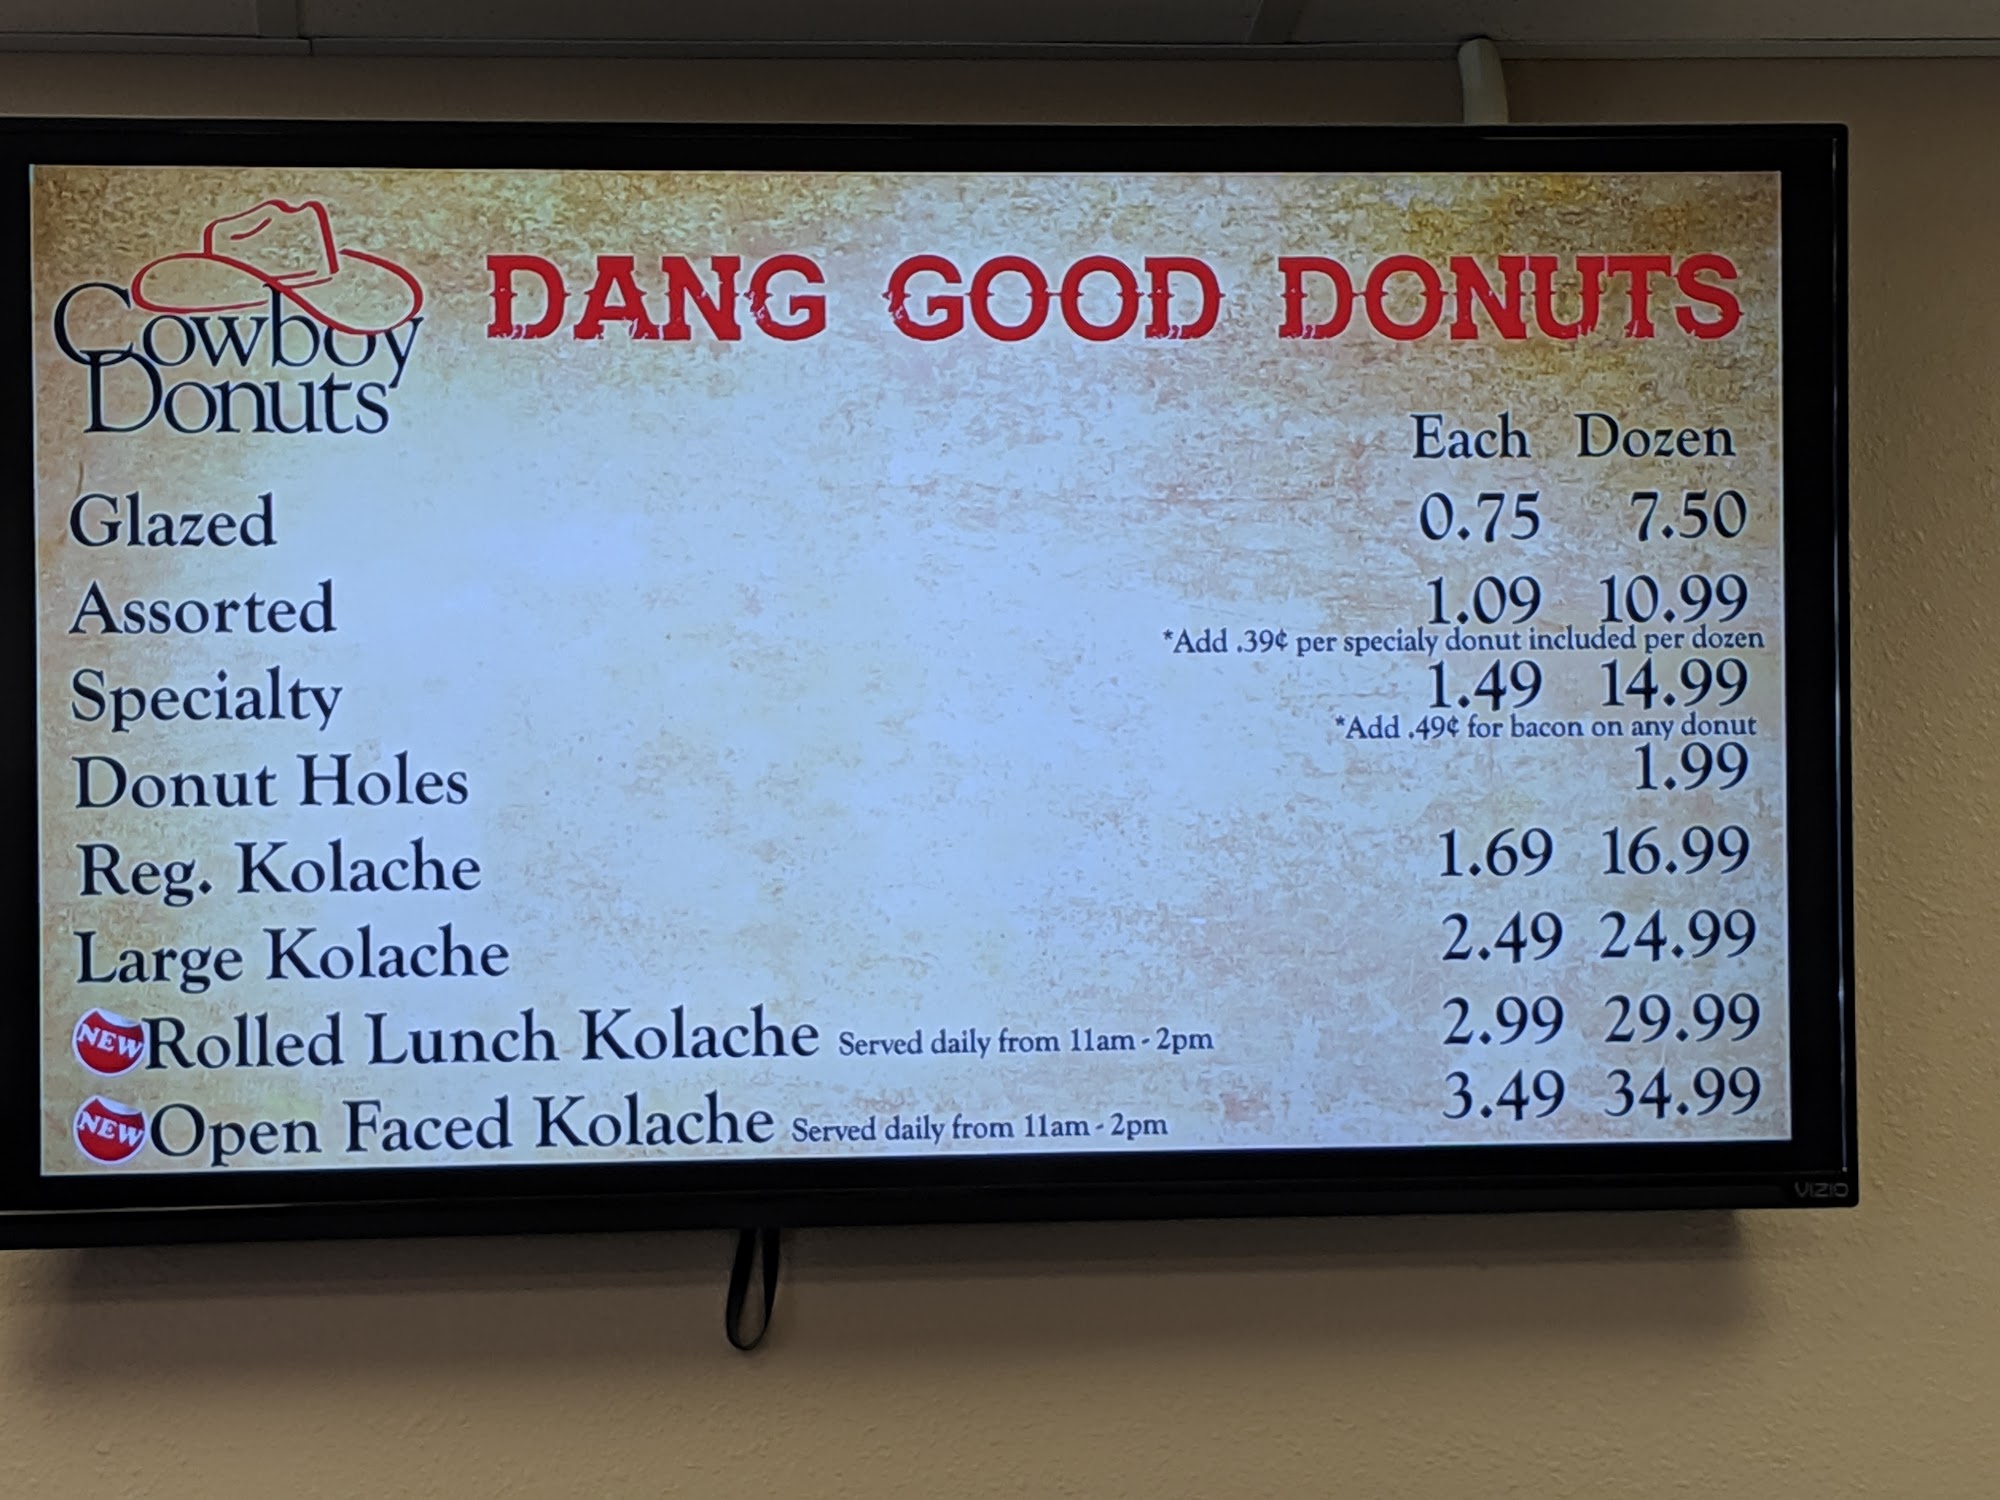 Cowboy
Donuts
DANG GOOD DONUTS
Each Dozen
Glazed 0.75 7.50
Assorted 1.09 10.99
*Add .39¢ per specialy donut included per dozen
Specialty 1.49 14.99
*Add .49¢ for bacon on any donut
Donut Holes 1.99
Reg. Kolache 1.69 16.99
Large Kolache 2.49 24.99
NEW Rolled Lunch Kolache Served daily from 11am - 2pm 2.99 29.99
NEW Open Faced Kolache Served daily from 11am - 2pm 3.49 34.99
VIZIO